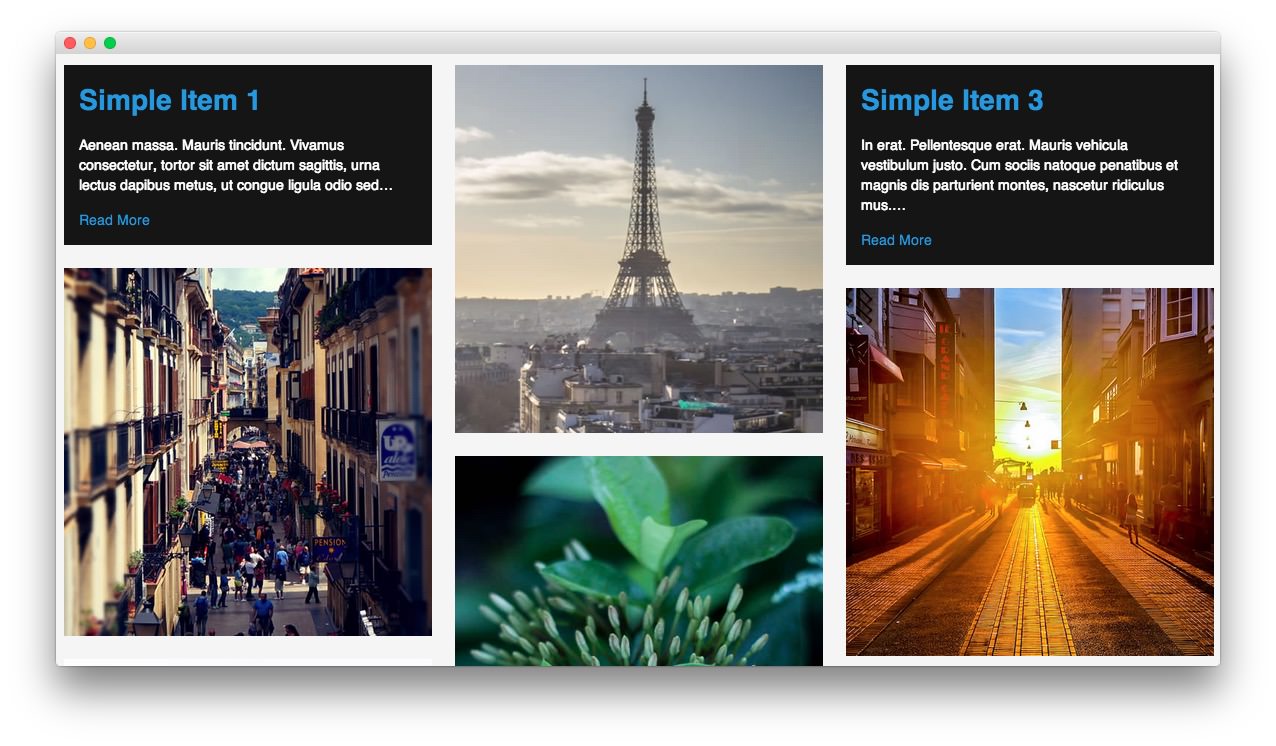 Simple Item 1
Aenean massa. Mauris tincidunt. Vivamus
consectetur, tortor sit amet dictum sagittis, urna
lectus dapibus metus, ut congue ligula odio sed…
Read More
PENSION
Simple Item 3
In erat. Pellentesque erat. Mauris vehicula
vestibulum justo. Cum sociis natoque penatibus et
magnis dis parturient montes, nascetur ridiculus
mus.…
Read More